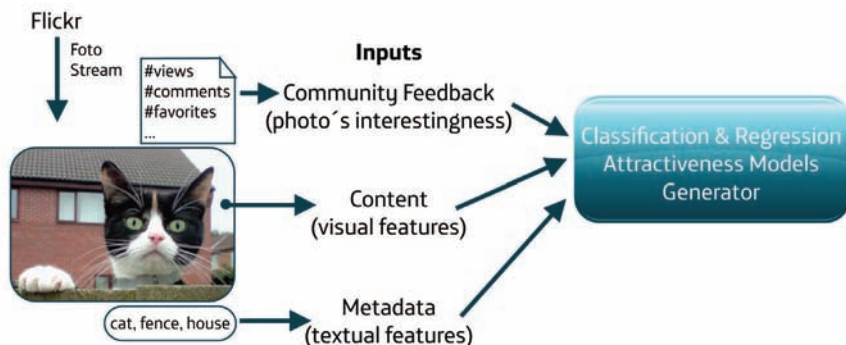 Flickr
Foto
Stream
#views
#comments
#favorites
...
Inputs
Community Feedback
(photo´s interestingness)
Content
(visual features)
cat, fence, house
Metadata
(textual features)
Classification & Regression
Attractiveness Models
Generator